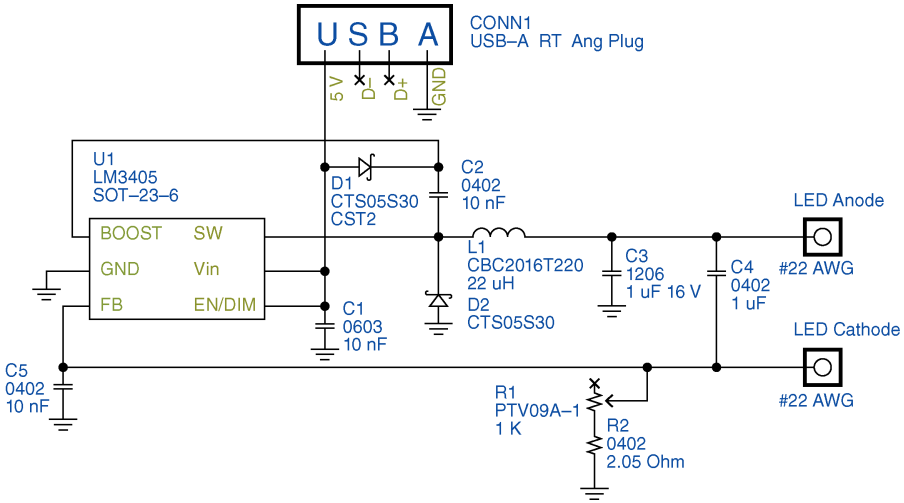 USB A
CONN1
USB–A RT Ang Plug
5 V
D–
D+
GND
U1
LM3405
SOT–23–6
D1
CTS05S30
CST2
C2
0402
10 nF
BOOST SW
GND Vin
FB EN/DIM
L1
CBC2016T220
22 uH
D2
CTS05S30
C1
0603
10 nF
C3
1206
1 uF 16 V
C4
0402
1 uF
LED Anode
#22 AWG
LED Cathode
#22 AWG
C5
0402
10 nF
R1
PTV09A–1
1 K
R2
0402
2.05 Ohm